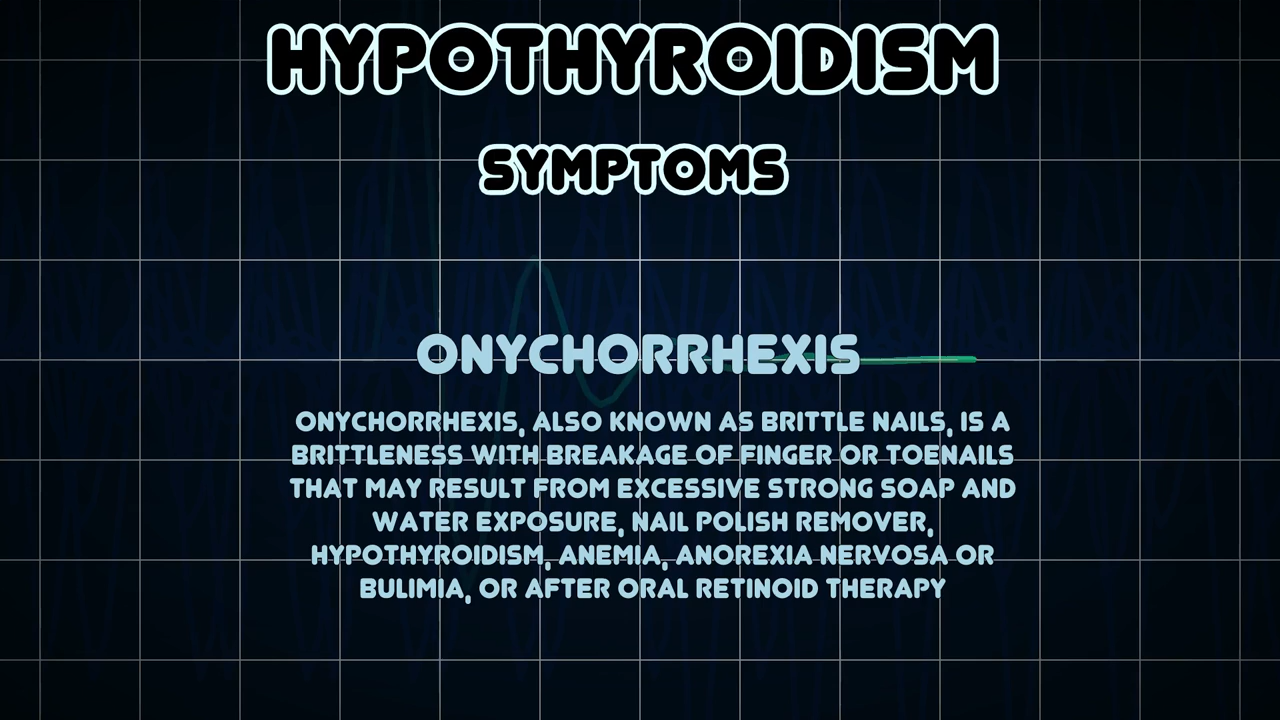 HYPOTHYROIDISM
SYMPTOMS
ONYCHORRHEXIS
ONYCHORRHEXIS, ALSO KNOWN AS BRITTLE NAILS, IS A
BRITTLENESS WITH BREAKAGE OF FINGER OR TOENAILS
THAT MAY RESULT FROM EXCESSIVE STRONG SOAP AND
WATER EXPOSURE, NAIL POLISH REMOVER,
HYPOTHYROIDISM, ANEMIA, ANOREXIA NERVOSA OR
BULIMIA, OR AFTER ORAL RETINOID THERAPY